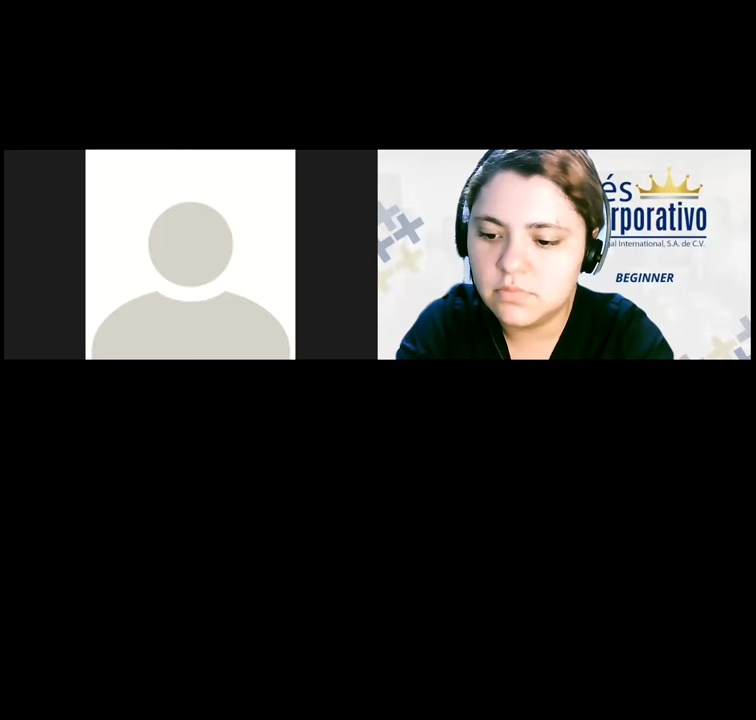 és
rporativo
al International, S.A. de C.V.
BEGINNER